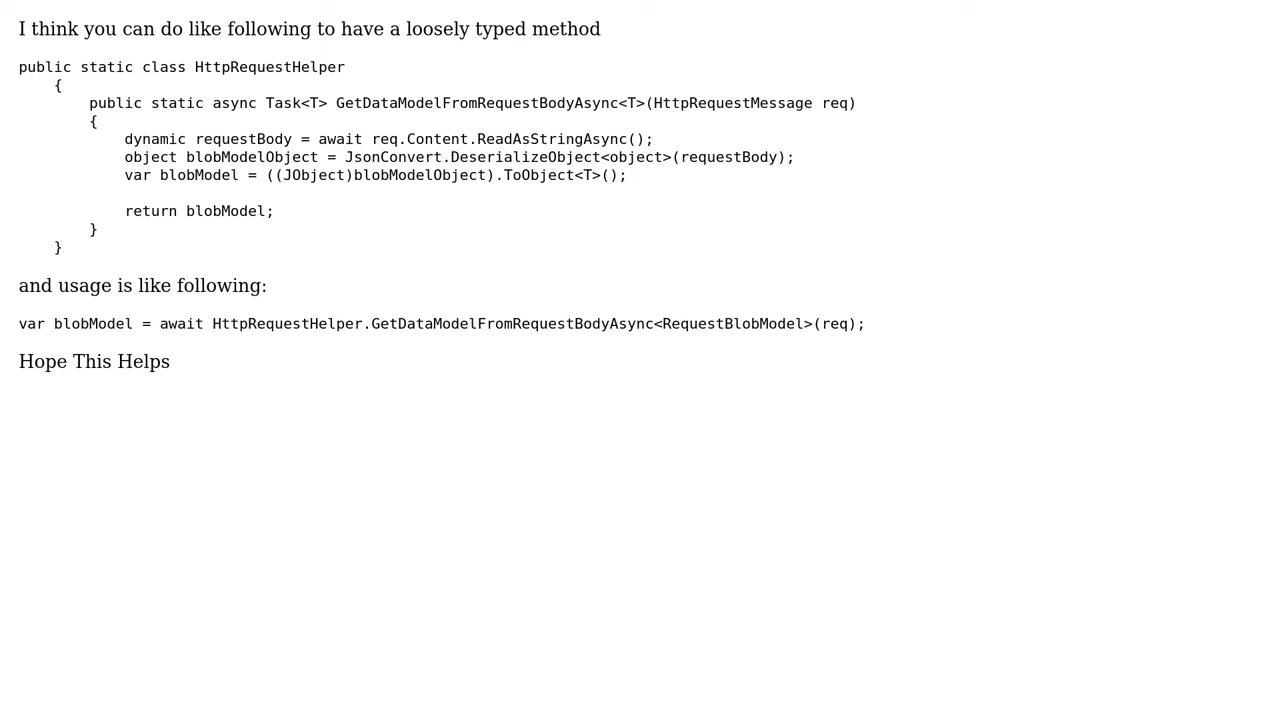 I think you can do like following to have a loosely typed method
public static class HttpRequestHelper
    {
        public static async Task<T> GetDataModelFromRequestBodyAsync<T>(HttpRequestMessage req)
        {
            dynamic requestBody = await req.Content.ReadAsStringAsync();
            object blobModelObject = JsonConvert.DeserializeObject<object>(requestBody);
            var blobModel = ((JObject)blobModelObject).ToObject<T>();

            return blobModel;
        }
    }
and usage is like following:
var blobModel = await HttpRequestHelper.GetDataModelFromRequestBodyAsync<RequestBlobModel>(req);
Hope This Helps